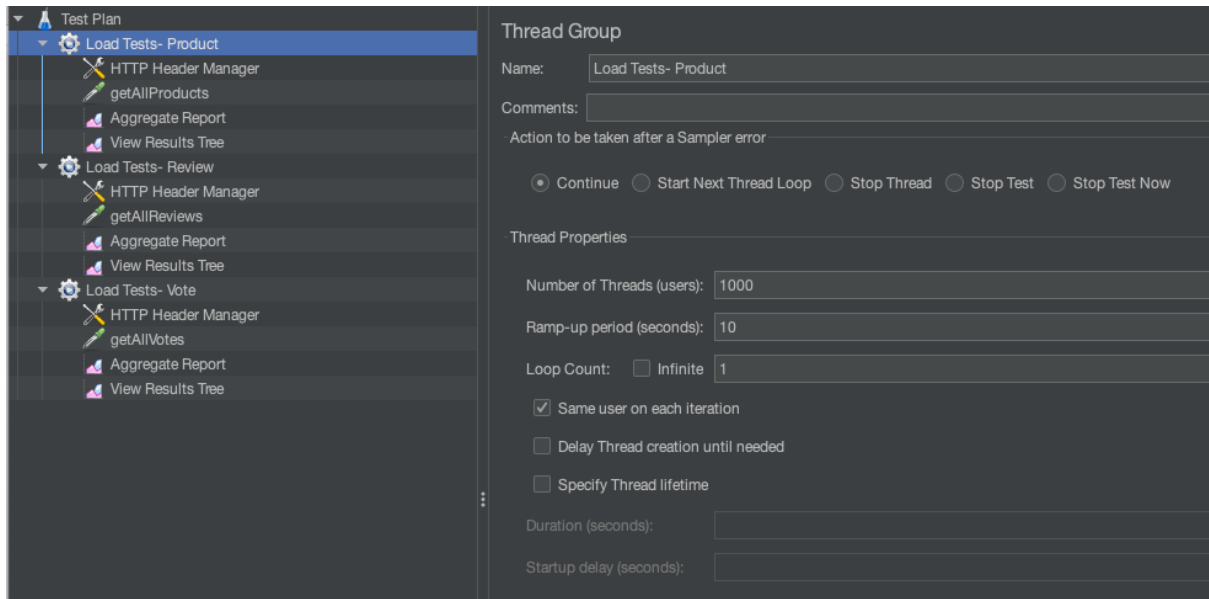 Test Plan
Load Tests- Product
HTTP Header Manager
getAllProducts
Aggregate Report
View Results Tree
Load Tests- Review
HTTP Header Manager
getAllReviews
Aggregate Report
View Results Tree
Load Tests- Vote
HTTP Header Manager
getAllVotes
Aggregate Report
View Results Tree
Thread Group
Name: Load Tests- Product
Comments:
Action to be taken after a Sampler error
Continue Start Next Thread Loop Stop Thread Stop Test Stop Test Now
Thread Properties
Number of Threads (users): 1000
Ramp-up period (seconds): 10
Loop Count: Infinite 1
Same user on each iteration
Delay Thread creation until needed
Specify Thread lifetime
Duration (seconds):
Startup delay (seconds):